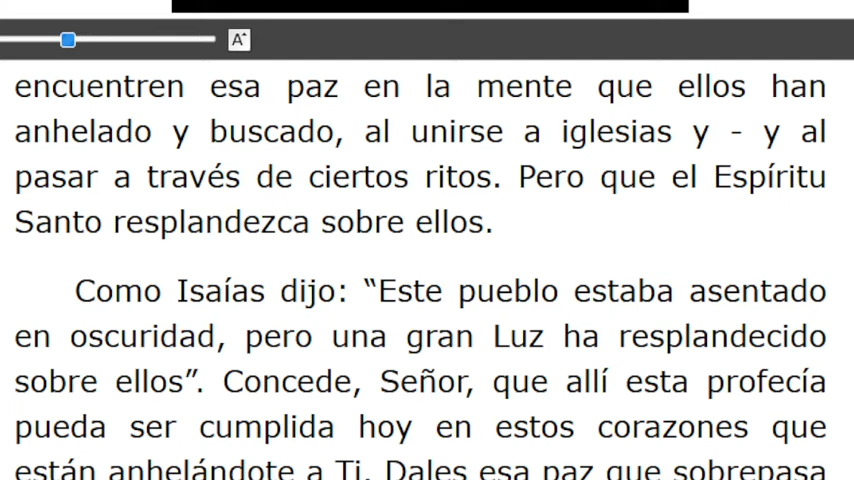 A
encuentren esa paz en la mente que ellos han
anhelado y buscado, al unirse a iglesias y - y al
pasar a través de ciertos ritos. Pero que el Espíritu
Santo resplandezca sobre ellos.
Como Isaías dijo: “Este pueblo estaba asentado
en oscuridad, pero una gran Luz ha resplandecido
sobre ellos”. Concede, Señor, que allí esta profecía
pueda ser cumplida hoy en estos corazones que
están anhelándote a Ti. Dales esa paz que sobrepasa